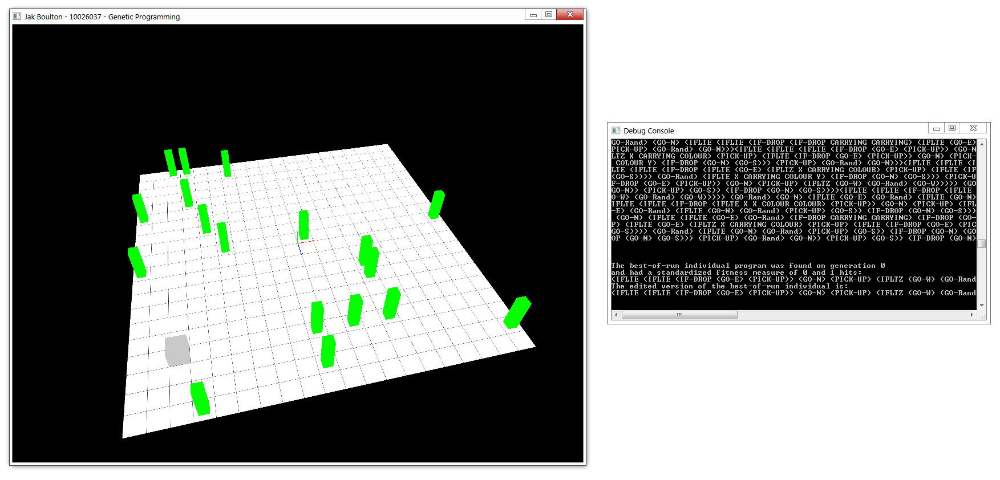 Jak Boulton - 10026037 - Genetic Programming
Debug Console
GO-Rand) (GO-N) (IFLTE (IFLTE (IF-DROP (IF-DROP CARRYING CARRYING) (IFLTE (GO-E)
PICK-UP) (GO-Rand) (GO-N)))(IFLTE (IFLTE (IFLTE (IF-DROP (GO-E) (PICK-UP)) (GO-N
LTZ X CARRYING COLOUR) (PICK-UP) (IFLTE (IF-DROP (GO-E) (PICK-UP)) (GO-N) (PICK-
 COLOUR Y) (IF-DROP (GO-N) (GO-S))) (PICK-UP) (GO-Rand) (GO-N)))(IFLTE (IFLTE (I
LTE (IFLTE (IF-DROP (IFLTE (GO-E) (IFLTZ X CARRYING COLOUR) (PICK-UP) (IFLTE (IF
(GO-S)))) (GO-Rand) (IFLTE X CARRYING COLOUR Y) (IF-DROP (GO-N) (GO-S))) (PICK-U
F-DROP (GO-E) (PICK-UP)) (GO-N) (PICK-UP) (IFLTZ (GO-W) (GO-Rand) (GO-W))))) (GO
GO-N)) (PICK-UP) (GO-S)) (IF-DROP (GO-N) (GO-S))))(IFLTE (IFLTE (IF-DROP (IFLTE 
O-W) (GO-Rand) (GO-W))))) (GO-N) (IFLTE (GO-E) (GO-Rand) (IFLTE (GO-N)
IFLTE (IFLTE (IF-DROP (IFLTE X X COLOUR COLOUR) (PICK-UP)) (GO-N) (PICK-UP) (IFL
-E) (GO-Rand) (IFLTE (GO-N) (GO-Rand) (PICK-UP) (GO-S)) (IF-DROP (GO-N) (GO-S)))
 (GO-N) (IFLTE (IFLTE (GO-E) (GO-Rand) (IF-DROP CARRYING CARRYING) (IF-DROP (GO-
P) (IFLTE (GO-E) (IFLTZ X CARRYING COLOUR) (PICK-UP) (IFLTE (IF-DROP (GO-E) (PIC
GO-S)))) (GO-Rand) (IFLTE (GO-N) (GO-Rand) (PICK-UP) (GO-S)) (IF-DROP (GO-N) (GO
OP (GO-N) (GO-S))) (PICK-UP) (GO-Rand) (GO-N)) (PICK-UP) (GO-S)) (IF-DROP (GO-N)
The best-of-run individual program was found on generation 0
and had a standardized fitness measure of 0 and 1 hits:
(IFLTE (IFLTE (IF-DROP (GO-E) (PICK-UP)) (GO-N) (PICK-UP) (IFLTZ (GO-W) (GO-Rand
The edited version of the best-of-run individual is:
(IFLTE (IFLTE (IF-DROP (GO-E) (PICK-UP)) (GO-N) (PICK-UP) (IFLTZ (GO-W) (GO-Rand